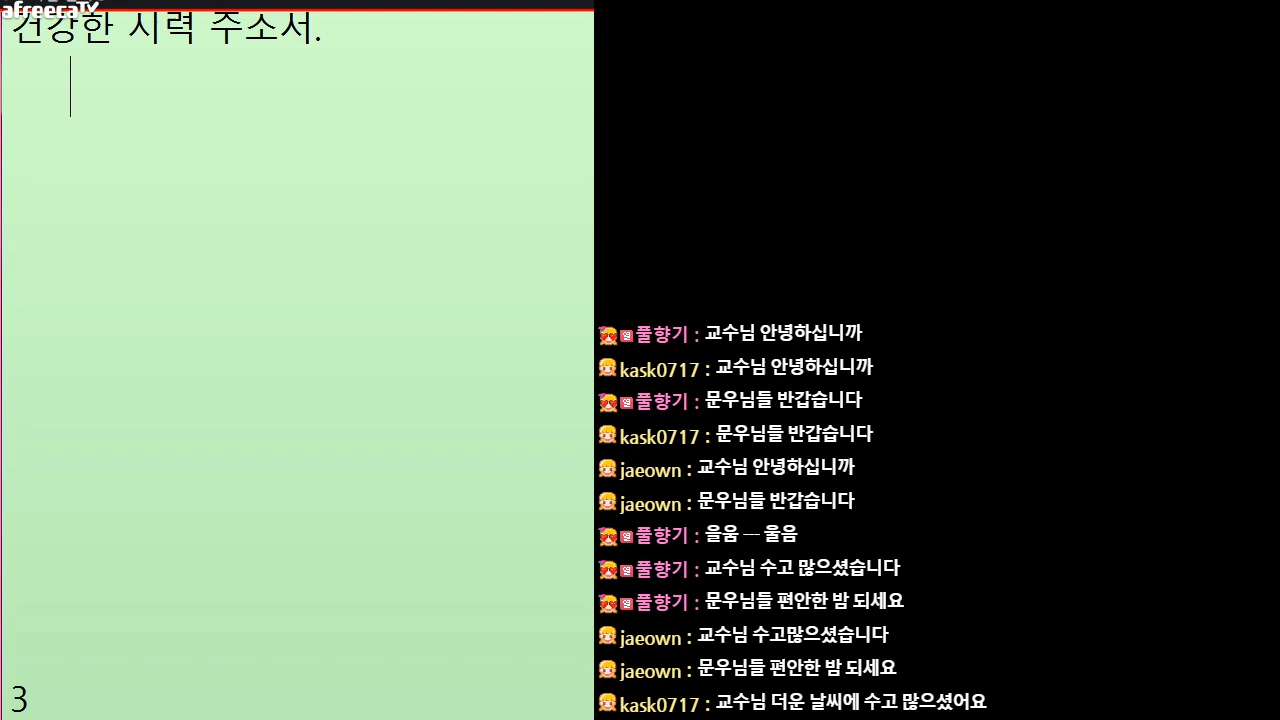 afreecaTV
건강한 시력 주소서.
3
풀향기 : 교수님 안녕하십니까
kask0717 : 교수님 안녕하십니까
풀향기 : 문우님들 반갑습니다
kask0717 : 문우님들 반갑습니다
jaeown : 교수님 안녕하십니까
jaeown : 문우님들 반갑습니다
풀향기 : 을움 ㅡ 울음
풀향기 : 교수님 수고 많으셨습니다
풀향기 : 문우님들 편안한 밤 되세요
jaeown : 교수님 수고많으셨습니다
jaeown : 문우님들 편안한 밤 되세요
kask0717 : 교수님 더운 날씨에 수고 많으셨어요